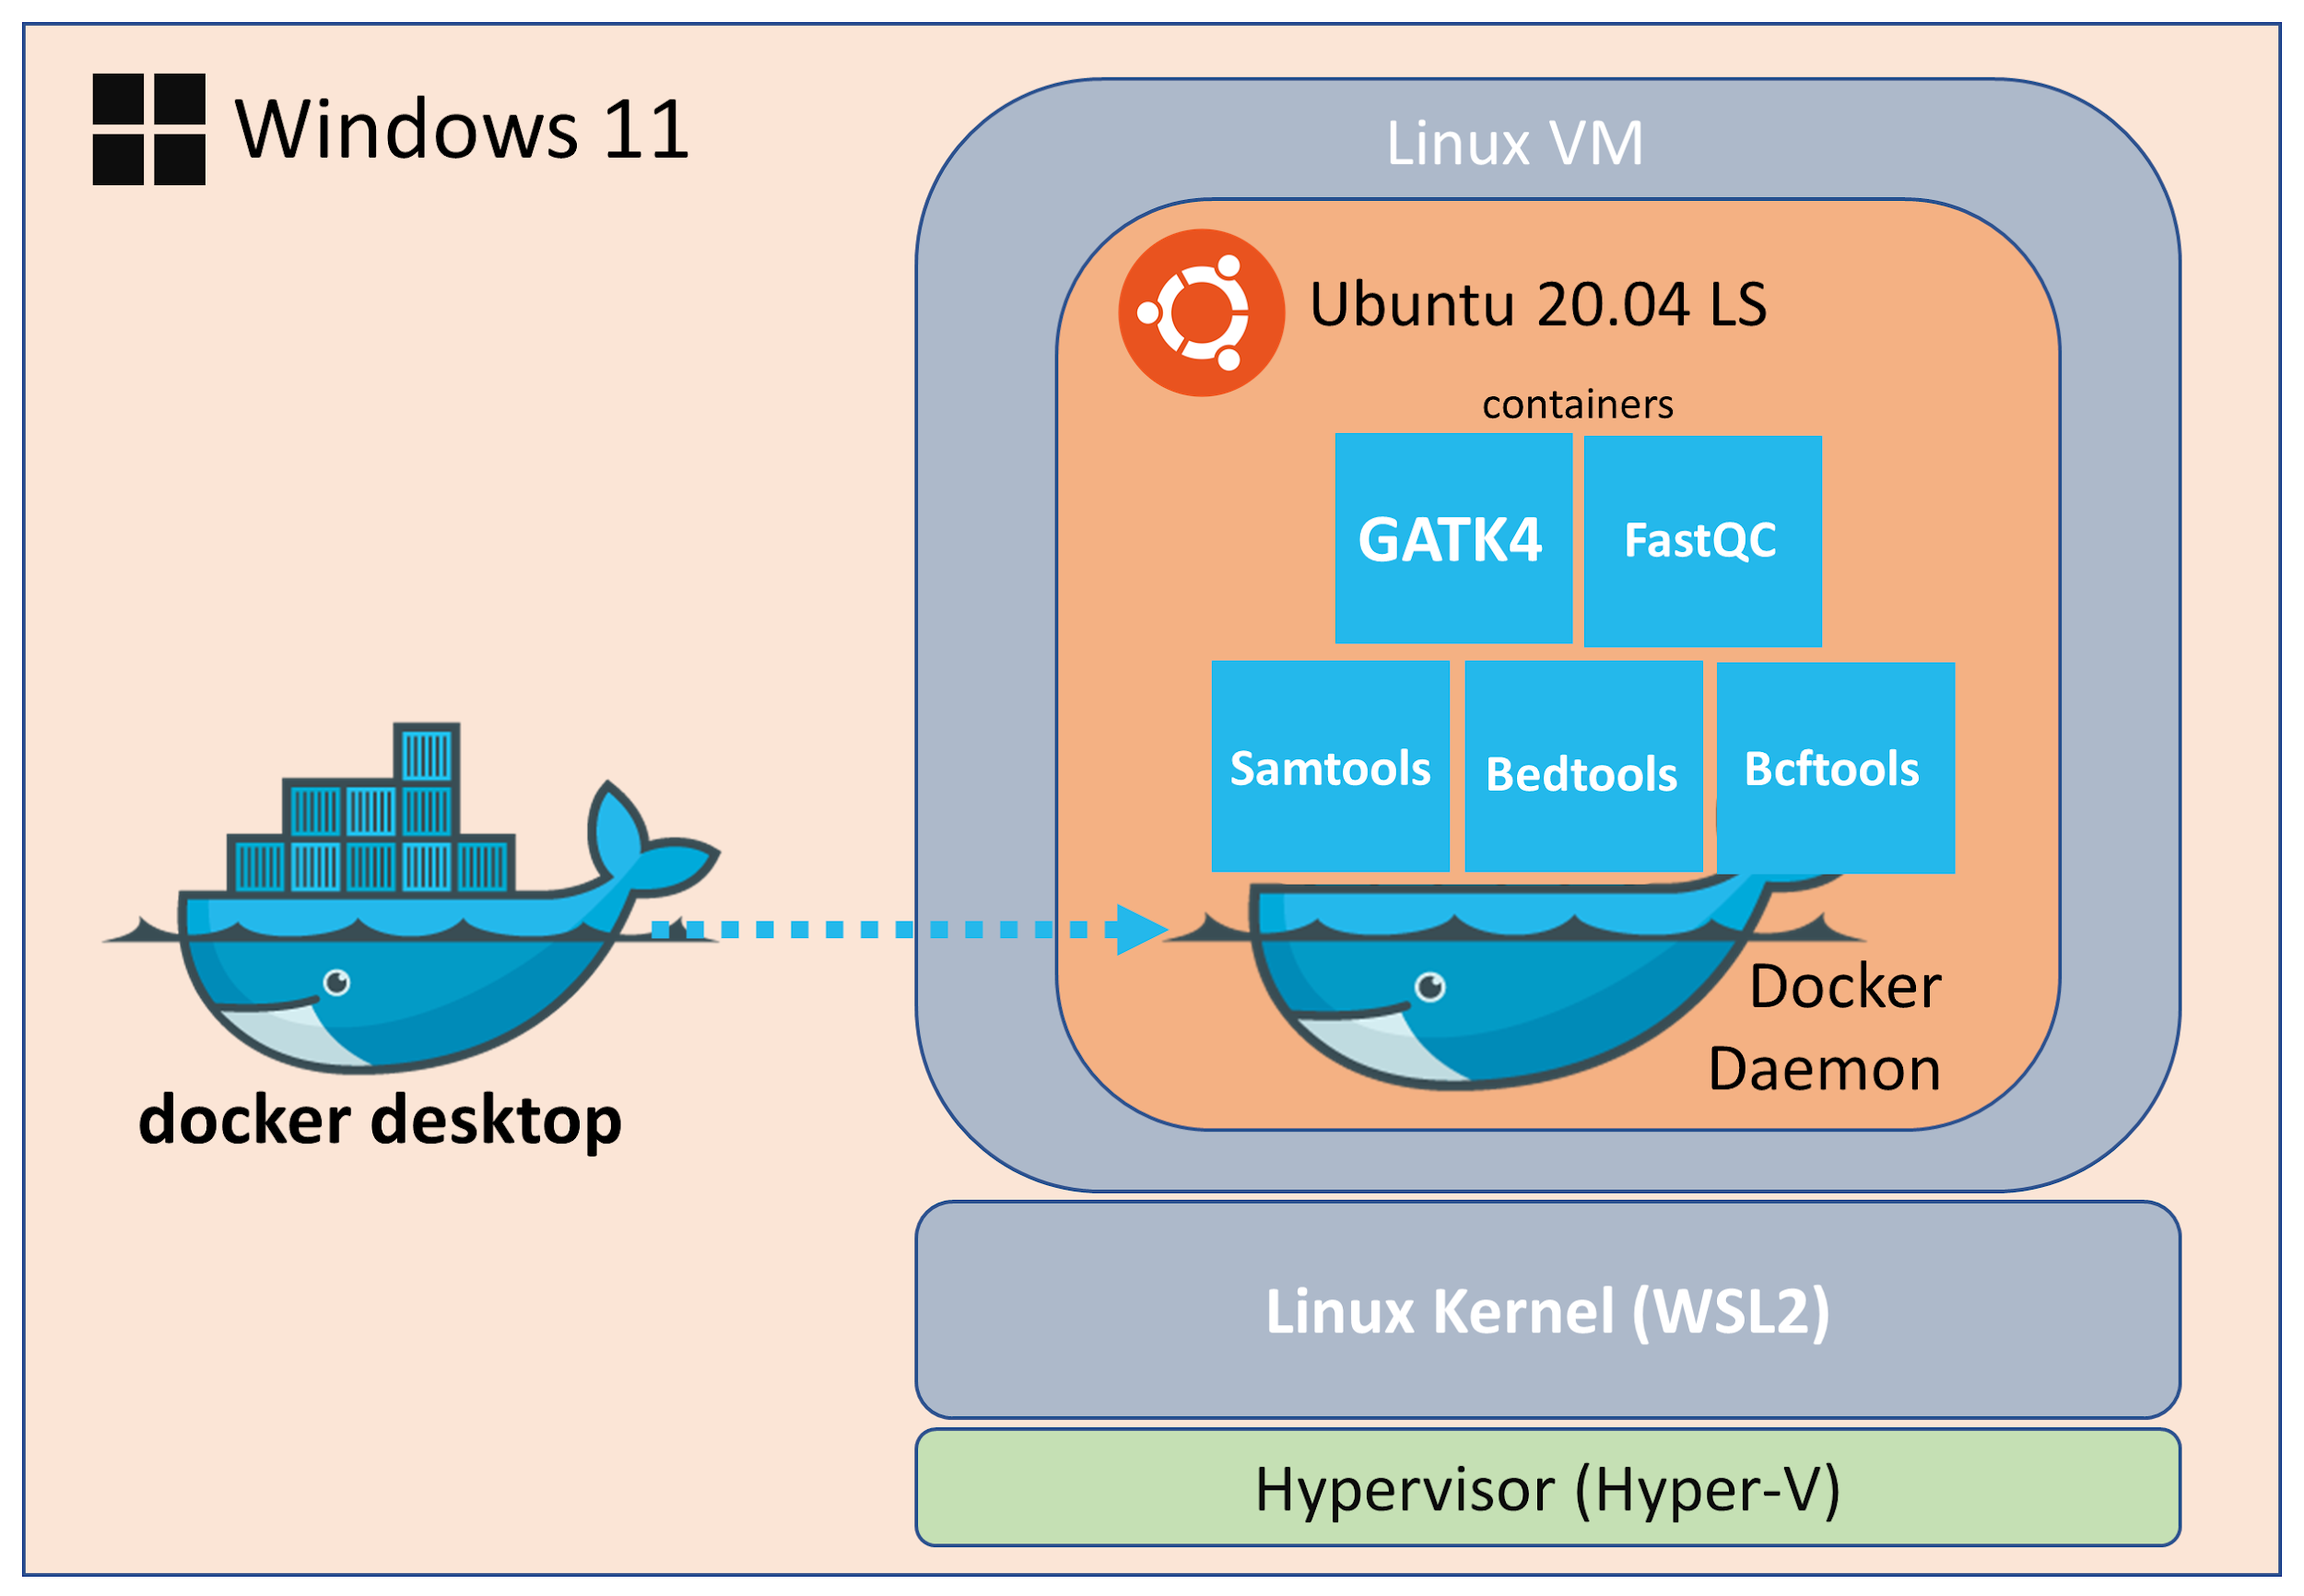 Windows 11
Linux VM
Ubuntu 20.04 LS
containers
GATK4
FastQC
Samtools
Bedtools
Bcftools
Docker
Daemon
docker desktop
Linux Kernel (WSL2)
Hypervisor (Hyper-V)